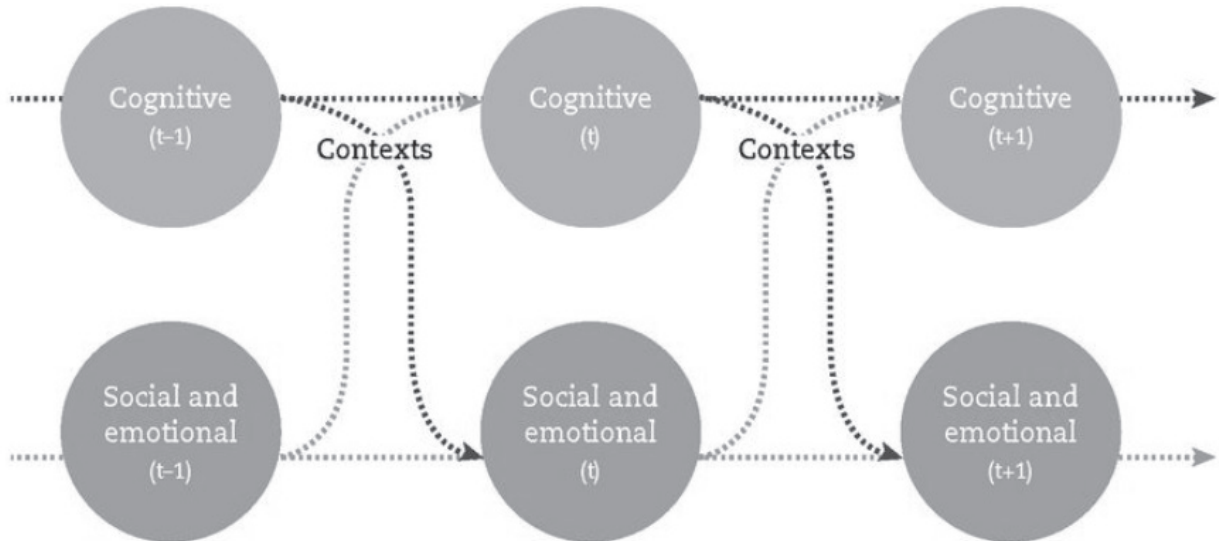 Cognitive
(t–1)
Contexts
Cognitive
(t)
Contexts
Cognitive
(t+1)
Social and
emotional
(t–1)
Social and
emotional
(t)
Social and
emotional
(t+1)